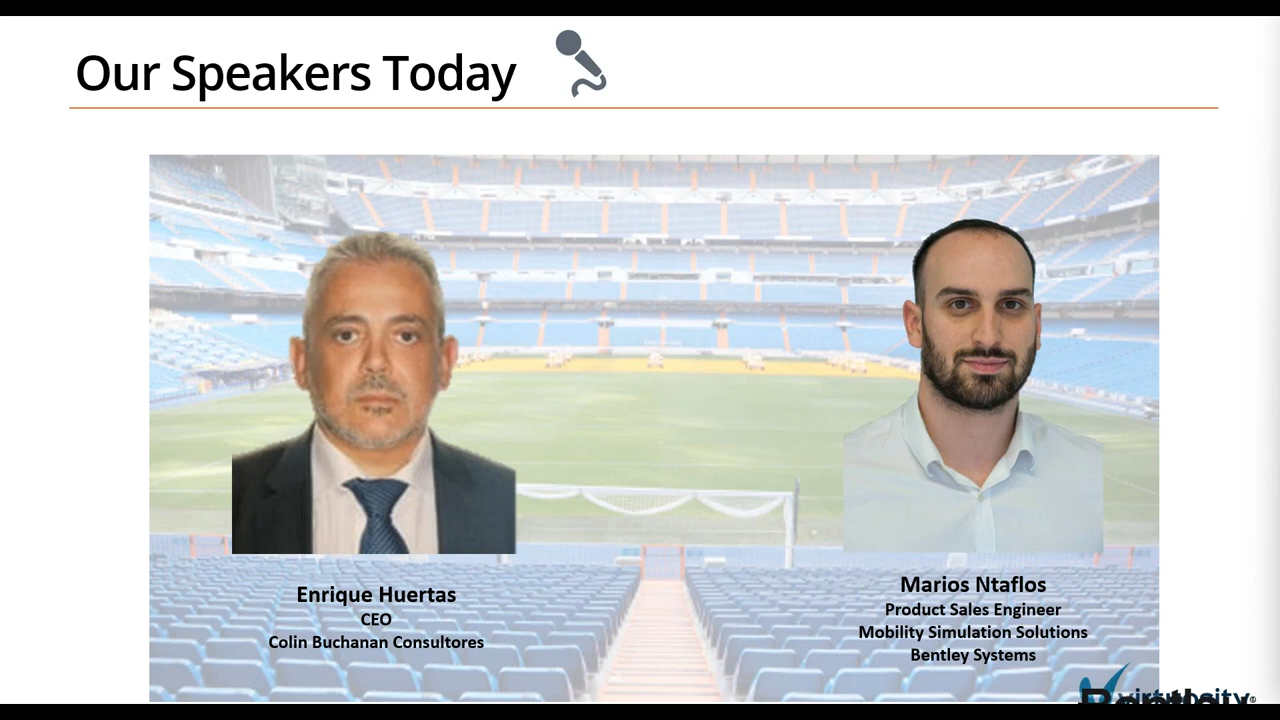 Our Speakers Today
Enrique Huertas
CEO
Colin Buchanan Consultores
Marios Ntaflos
Product Sales Engineer
Mobility Simulation Solutions
Bentley Systems